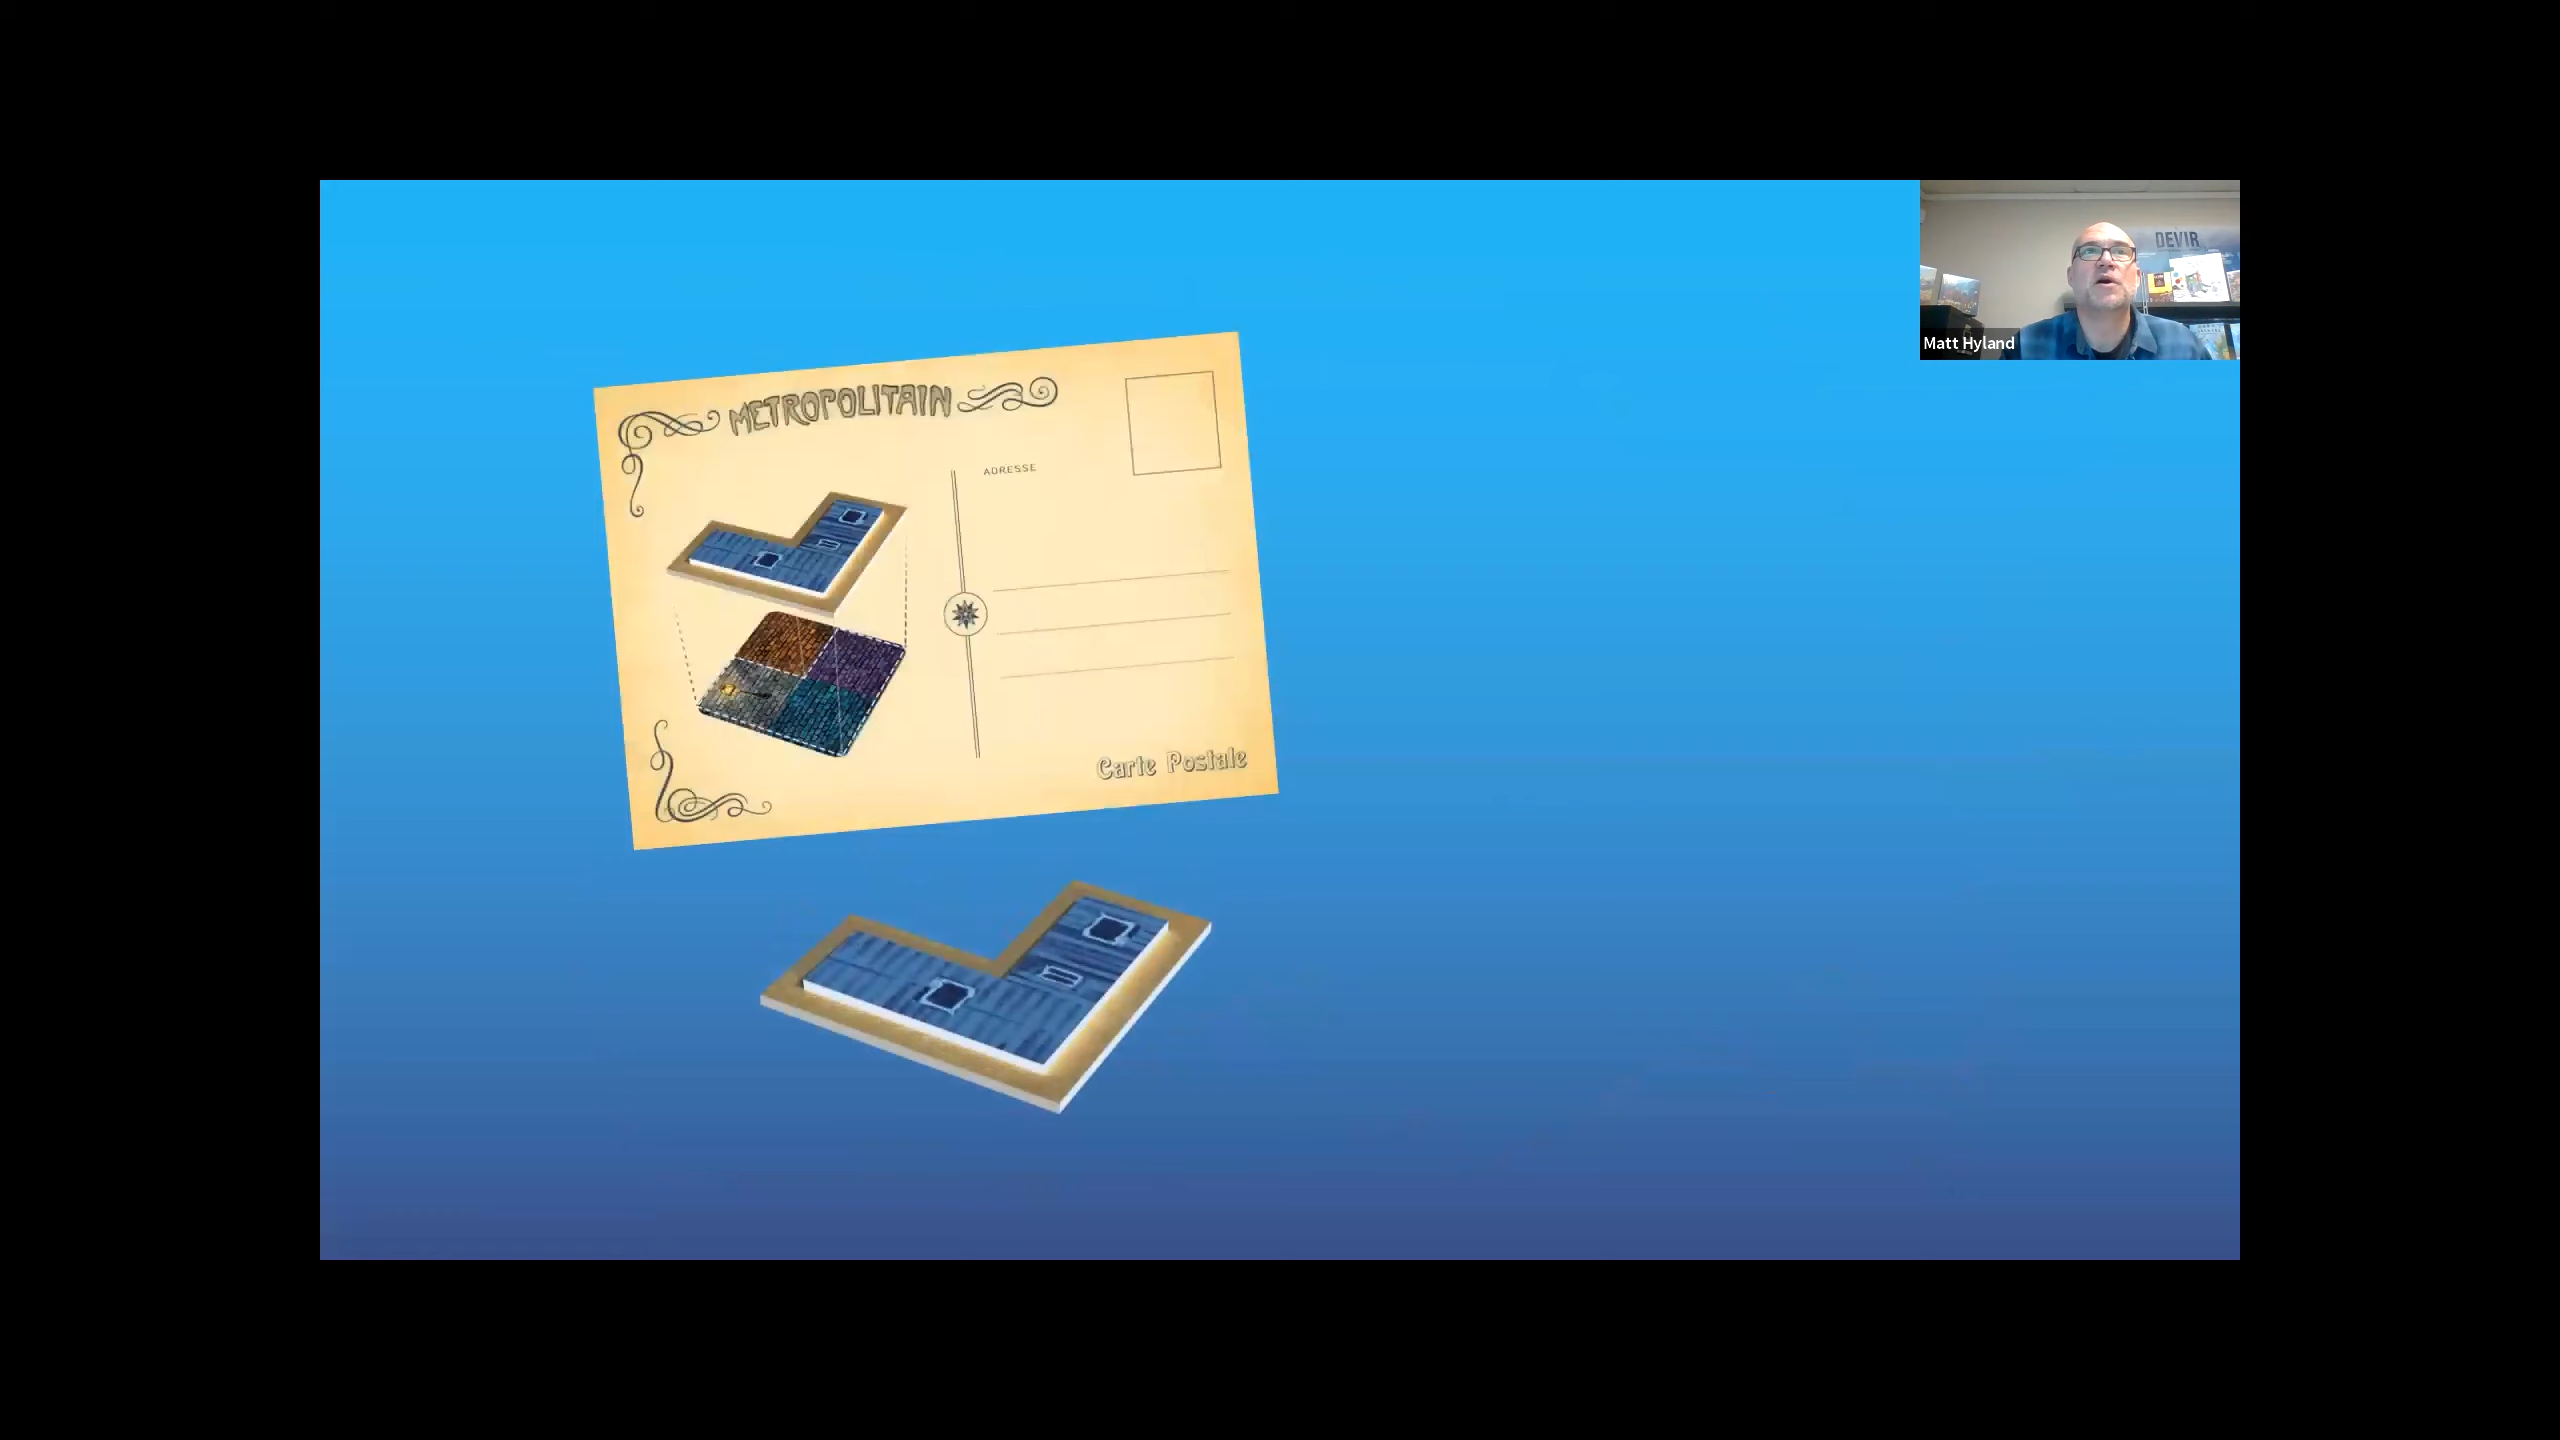 METROPOLITAIN
ADRESSE
Carte Postale
DEVIR
Matt Hyland